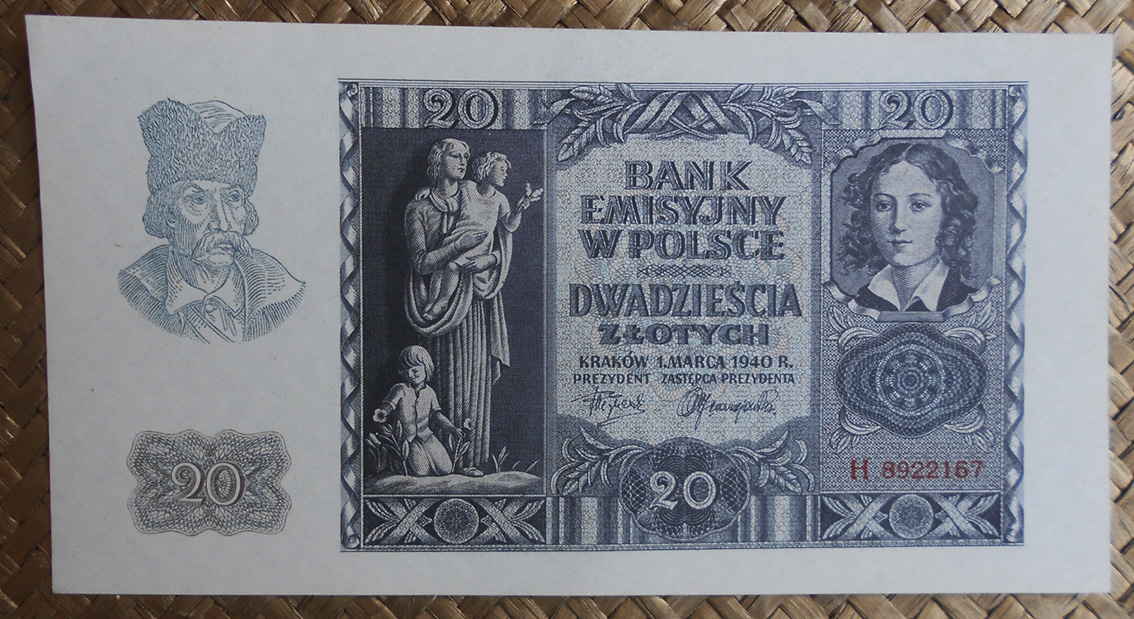 20
20
BANK
EMISYJNY
W POLSCE
DWADZIEŚCIA
ZŁOTYCH
KRAKÓW 1. MARCA 1940 R.
PREZYDENT ZASTĘPCA PREZYDENTA
H 8922167
20
20